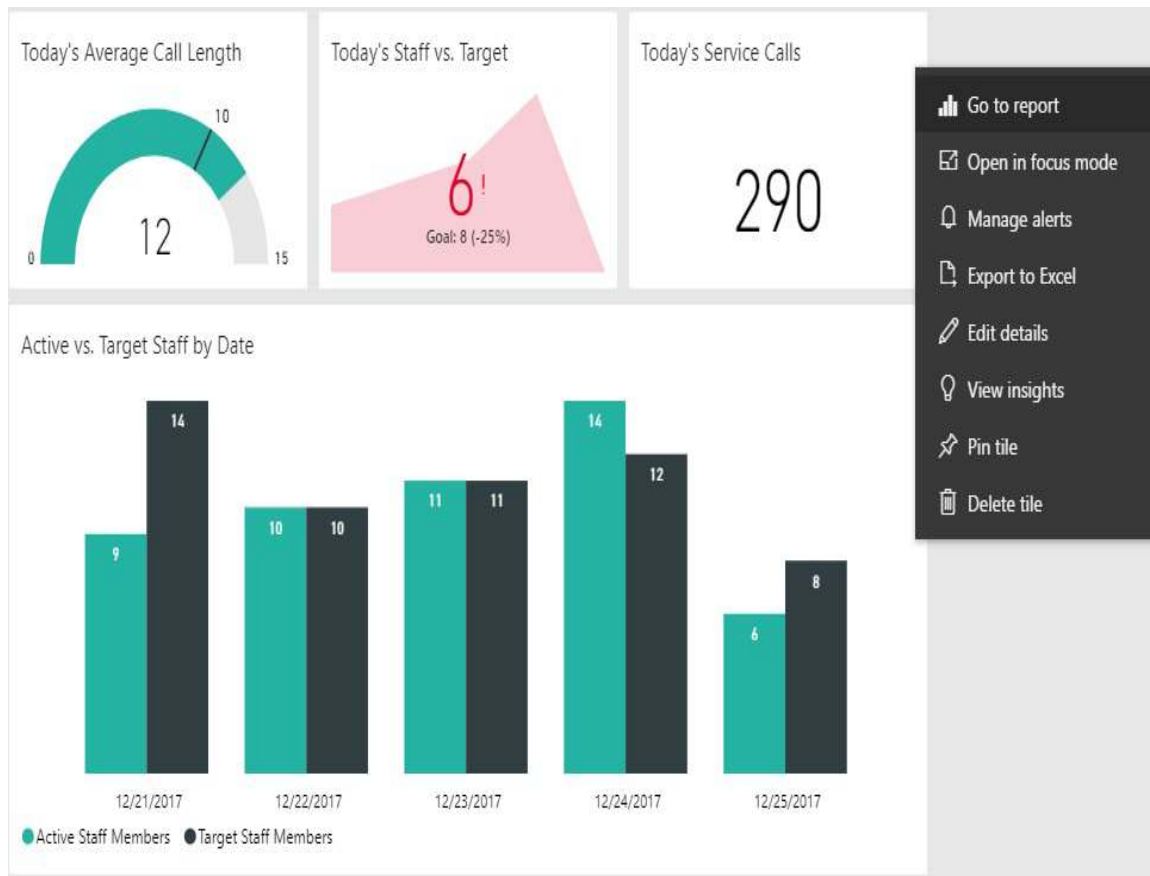 Today's Average Call Length
10
12
0
15
Today's Staff vs. Target
6!
Goal: 8 (-25%)
Today's Service Calls
290
Go to report
Open in focus mode
Manage alerts
Export to Excel
Edit details
View insights
Pin tile
Delete tile
Active vs. Target Staff by Date
9 14
10 10
11 11
14 12
6 8
12/21/2017 12/22/2017 12/23/2017 12/24/2017 12/25/2017
Active Staff Members Target Staff Members